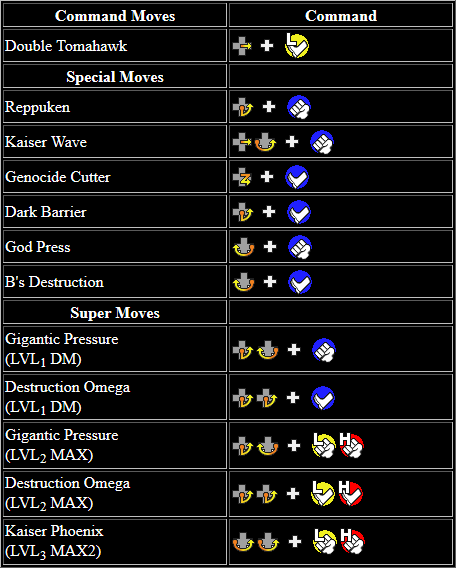 Command Moves Command
Double Tomahawk + L
Special Moves
Reppuken +
Kaiser Wave +
Genocide Cutter +
Dark Barrier +
God Press +
B's Destruction +
Super Moves
Gigantic Pressure
(LVL1 DM) +
Destruction Omega
(LVL1 DM) +
Gigantic Pressure
(LVL2 MAX) + L H
Destruction Omega
(LVL2 MAX) + L H
Kaiser Phoenix
(LVL3 MAX2) + L H